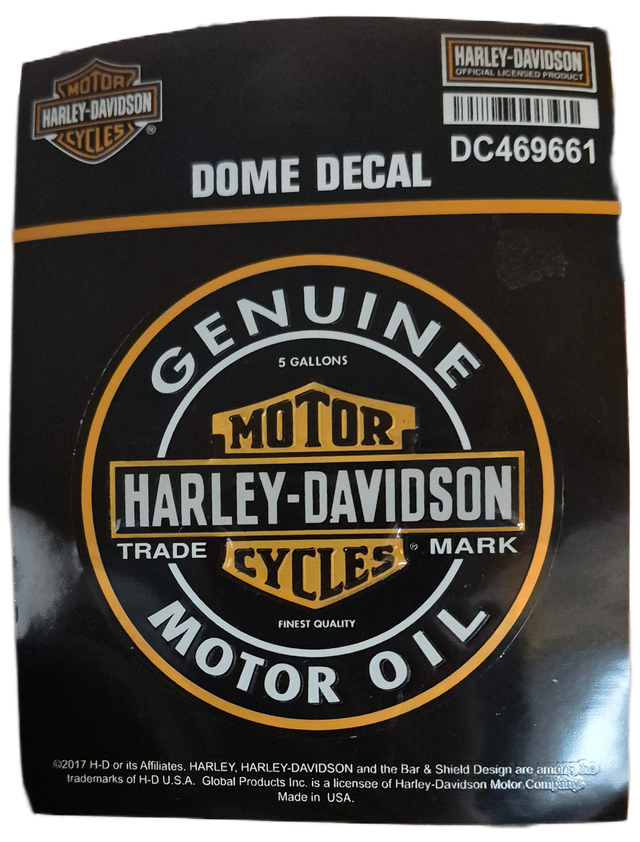 MOTOR
HARLEY-DAVIDSON
CYCLES
®
HARLEY-DAVIDSON
OFFICIAL LICENSED PRODUCT
DC469661
DOME DECAL
GENUINE
5 GALLONS
MOTOR
HARLEY-DAVIDSON
TRADE CYCLES ® MARK
FINEST QUALITY
MOTOR OIL
©2017 H-D or its Affiliates. HARLEY, HARLEY-DAVIDSON and the Bar & Shield Design are among the
trademarks of H-D U.S.A. Global Products Inc. is a licensee of Harley-Davidson Motor Company.
Made in USA.